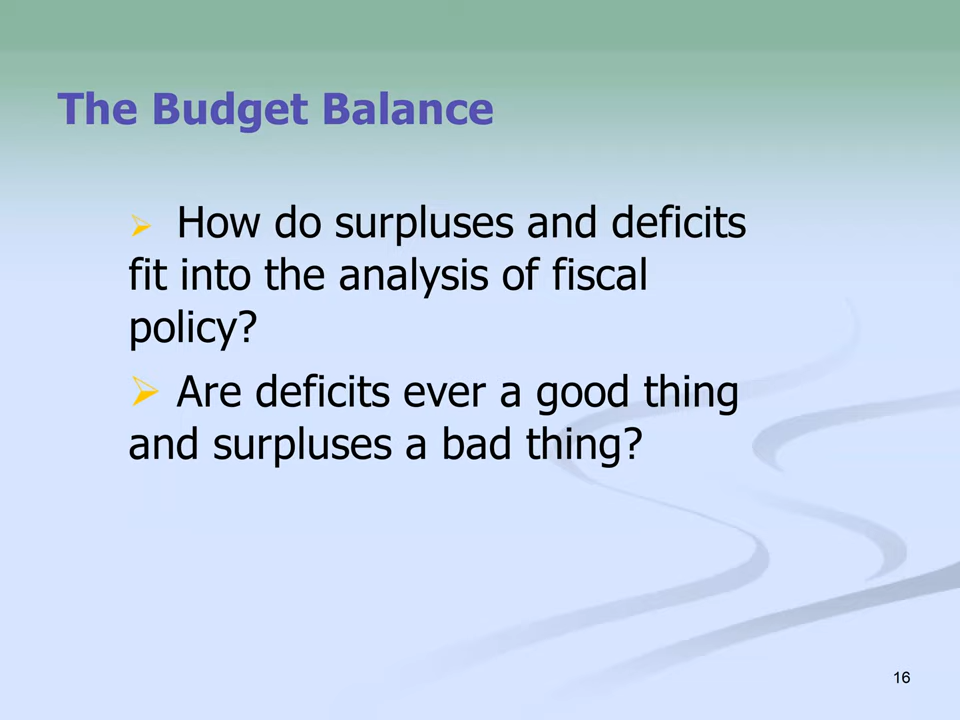 The Budget Balance
How do surpluses and deficits
fit into the analysis of fiscal
policy?
Are deficits ever a good thing
and surpluses a bad thing?
16